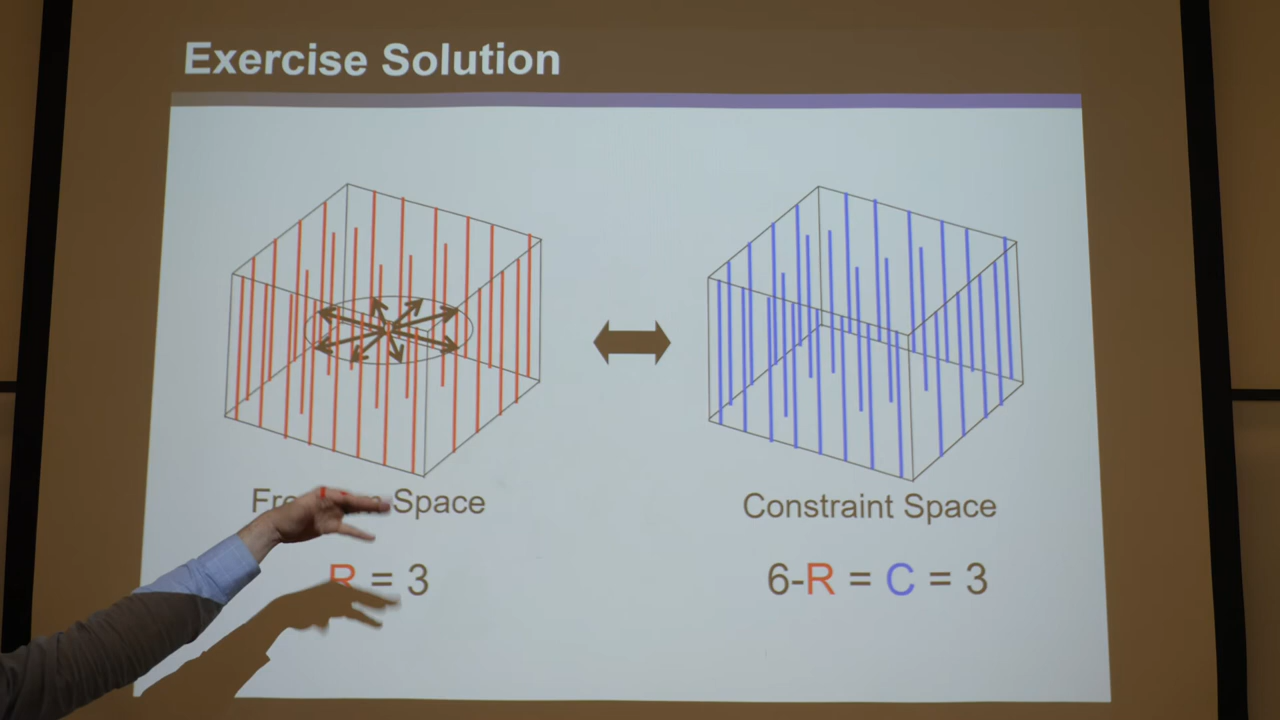 Exercise Solution
Space
Constraint Space
R = 3
6-R = C = 3